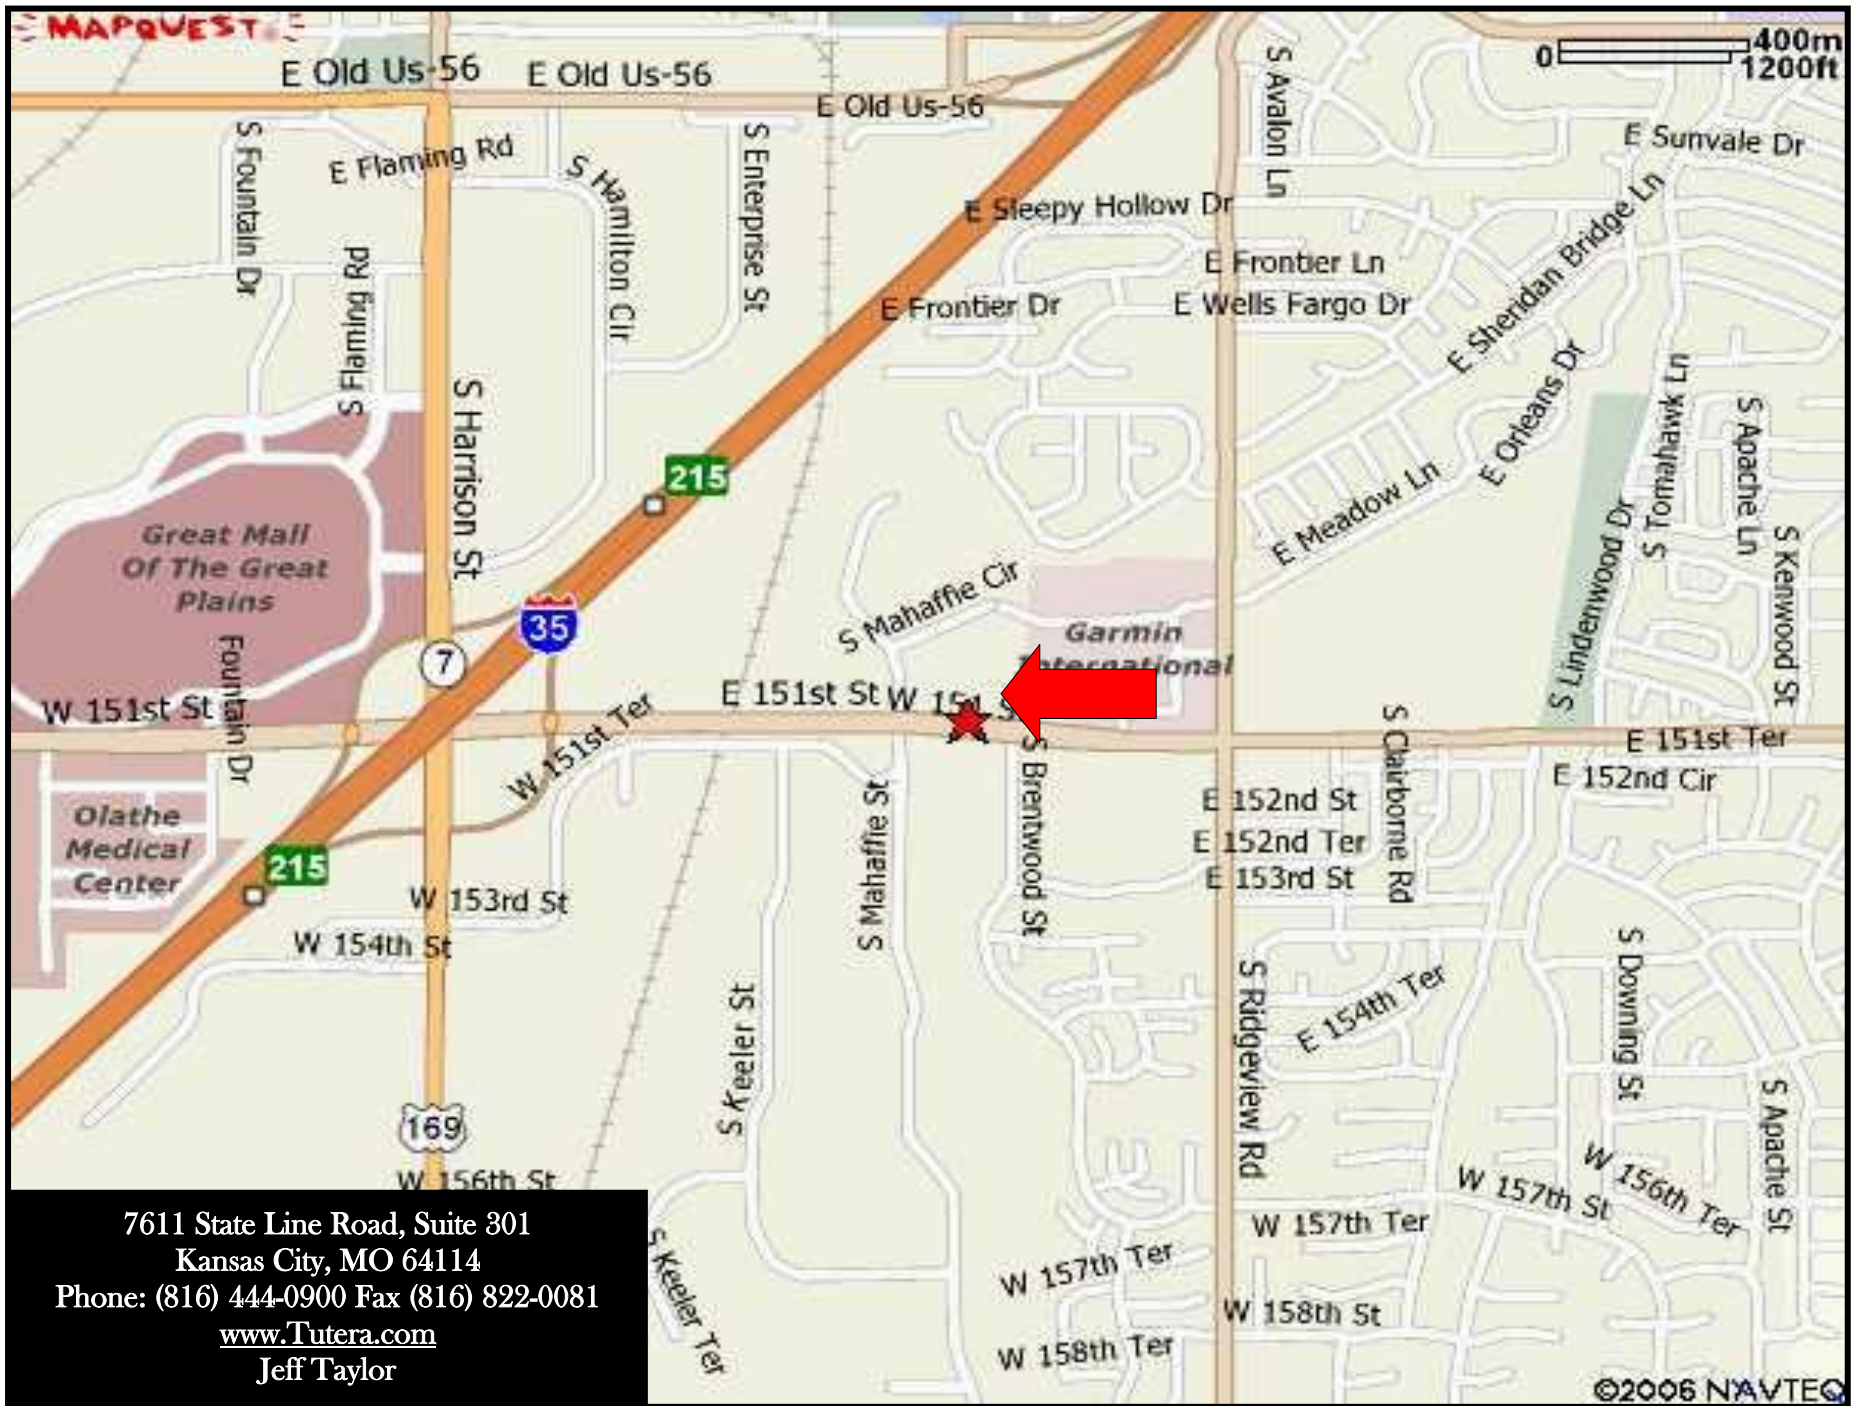 MAPQUEST.
400m
0
1200ft
E Old Us-56
E Old Us-56
E Old Us-56
S Avalon Ln
E Sunvale Dr
S Fountain Dr
E Flaming Rd
S Hamilton Cir
S Enterprise St
E Sleepy Hollow Dr
E Sheridan Bridge Ln
S Flaming Rd
E Frontier Ln
E Frontier Dr
E Wells Fargo Dr
S Harrison St
E Orleans Dr
S Tomahawk Ln
S Apache Ln
215
E Meadow Ln
Great Mall
Of The Great
Plains
S Lindenwood Dr
S Kenwood St
35
S Mahaffie Cir
Garmin
International
7
Fountain Dr
W 151st St
E 151st St
W 151 S
W 151st Ter
S Clairborne Rd
E 151st Ter
E 152nd Cir
S Mahaffie St
S Brentwood St
E 152nd St
E 152nd Ter
E 153rd St
Olathe
Medical
Center
215
W 153rd St
W 154th St
S Keeler St
S Ridgeview Rd
E 154th Ter
S Downing St
S Apache St
169
W 156th St
W 157th St
W 156th Ter
W 157th Ter
W 157th Ter
S Keeler Ter
W 158th St
W 158th Ter
7611 State Line Road, Suite 301
Kansas City, MO 64114
Phone: (816) 444-0900 Fax (816) 822-0081
www.Tutera.com
Jeff Taylor
©2006 NAVTEQ